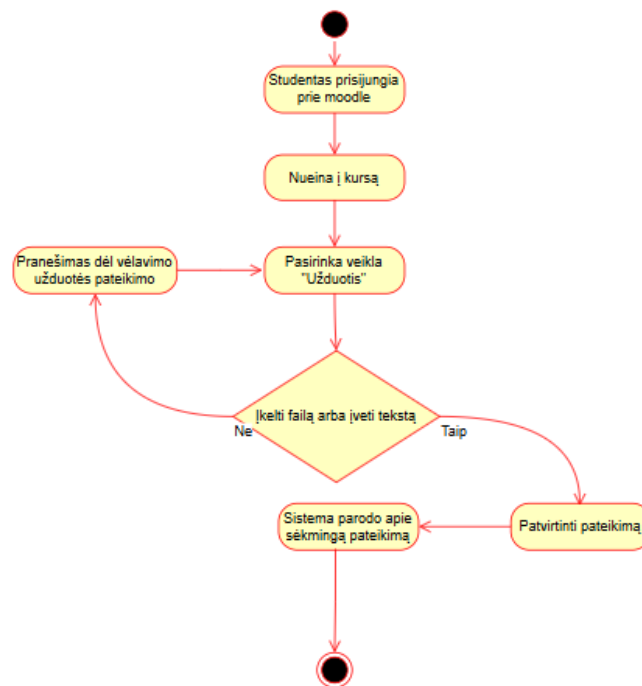 Studentas prisijungia
prie moodle
Nueina į kursą
Pranešimas dėl vėlavimo
užduotės pateikimo
Pasirinka veikla
"Užduotis"
Įkelti failą arba įveti tekstą
Ne
Taip
Sistema parodo apie
sėkmingą pateikimą
Patvirtinti pateikimą